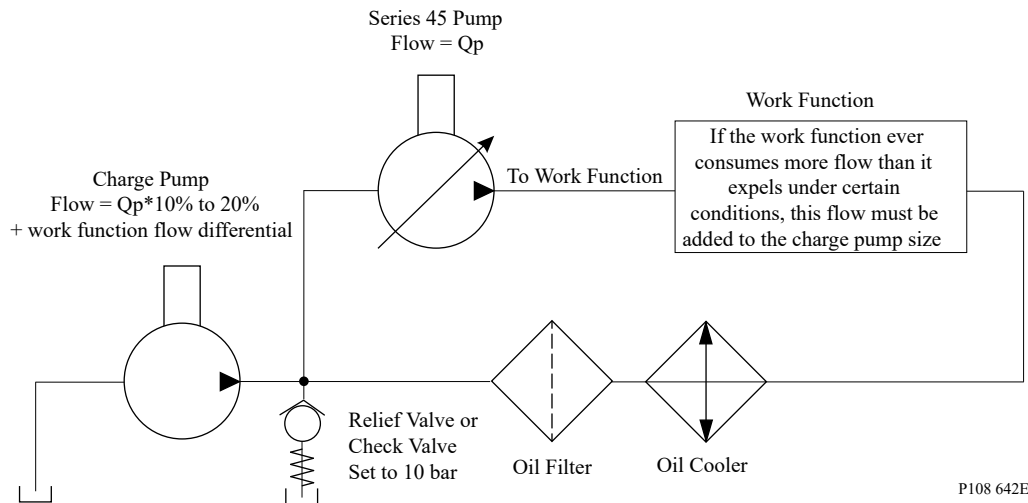 Series 45 Pump
Flow = Qp
Work Function
If the work function ever
consumes more flow than it
expels under certain
conditions, this flow must be
added to the charge pump size
To Work Function
Charge Pump
Flow = Qp*10% to 20%
+ work function flow differential
Relief Valve or
Check Valve
Set to 10 bar
Oil Filter
Oil Cooler
P108 642E